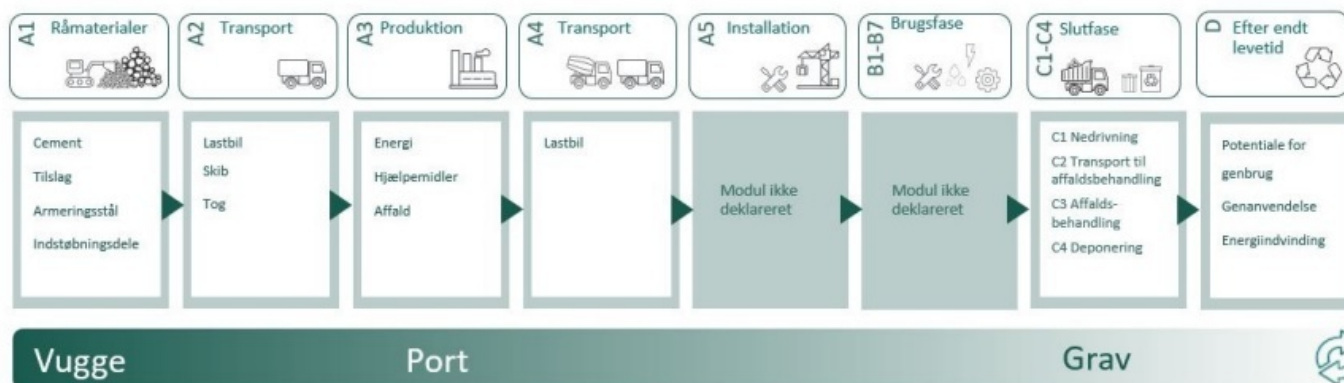 A1 Råmaterialer
A2 Transport
A3 Produktion
A4 Transport
A5 Installation
B1-B7 Brugsfase
C1-C4 Slutfase
D Efter endt
levetid
Cement
Tilslag
Armeringsstål
Indstøbningsdele
Lastbil
Skib
Tog
Energi
Hjælpemidler
Affald
Lastbil
Modul ikke
deklareret
Modul ikke
deklareret
C1 Nedrivning
C2 Transport til
affaldsbehandling
C3 Affalds-
behandling
C4 Deponering
Potentiale for
genbrug
Genanvendelse
Energiindvinding
Vugge
Port
Grav